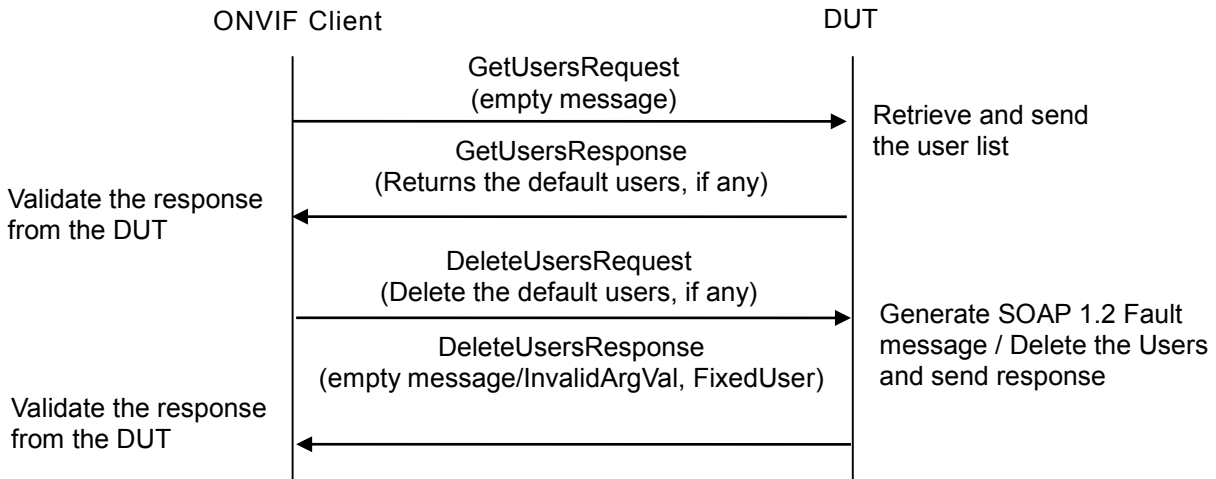 ONVIF Client
DUT
GetUsersRequest
(empty message)
Retrieve and send
the user list
GetUsersResponse
(Returns the default users, if any)
Validate the response
from the DUT
DeleteUsersRequest
(Delete the default users, if any)
Generate SOAP 1.2 Fault
message / Delete the Users
and send response
DeleteUsersResponse
(empty message/InvalidArgVal, FixedUser)
Validate the response
from the DUT